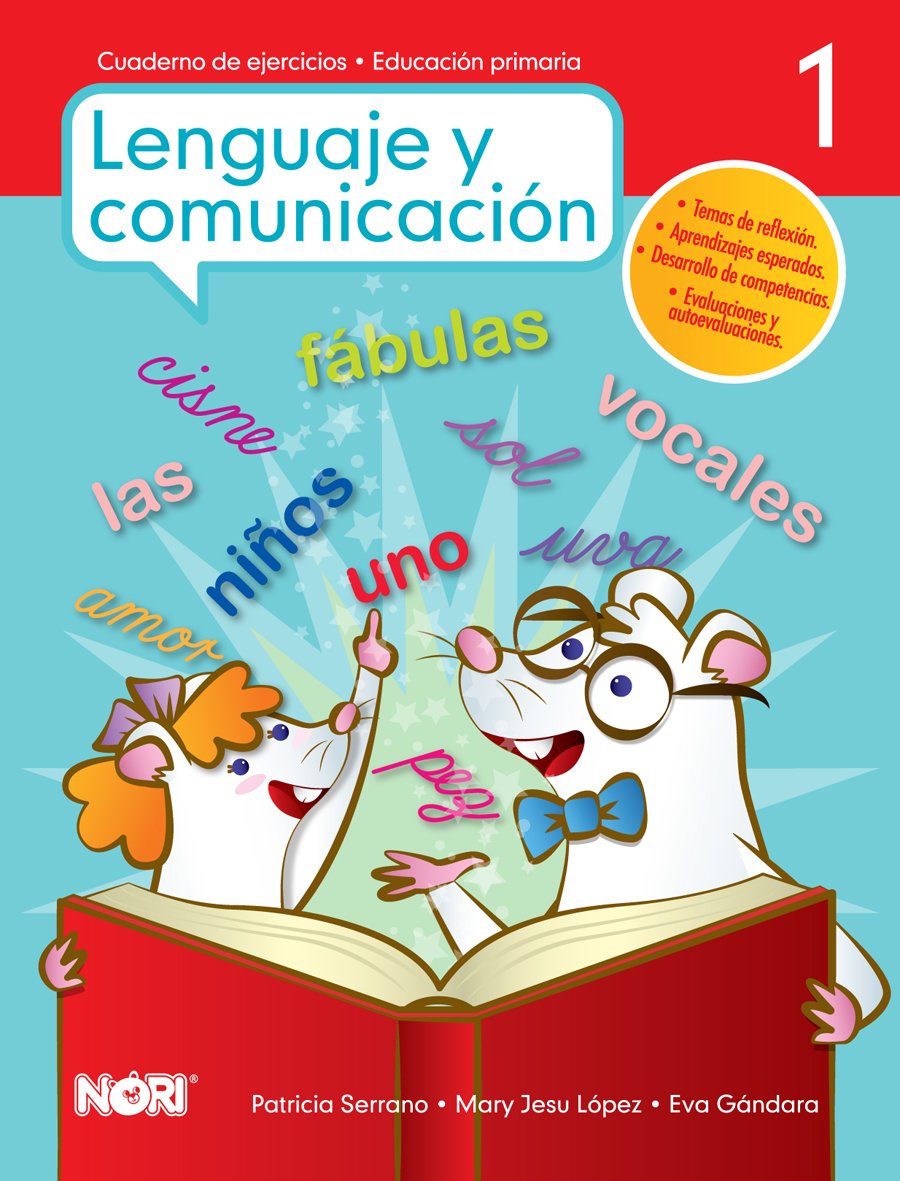 Cuaderno de ejercicios • Educación primaria
1
Lenguaje y
comunicación
• Temas de reflexión.
• Aprendizajes esperados.
• Desarrollo de competencias.
• Evaluaciones y
autoevaluaciones.
fábulas
cisne
vocales
sol
las
niños
uno
uva
amor
pez
NORI®
Patricia Serrano • Mary Jesu López • Eva Gándara